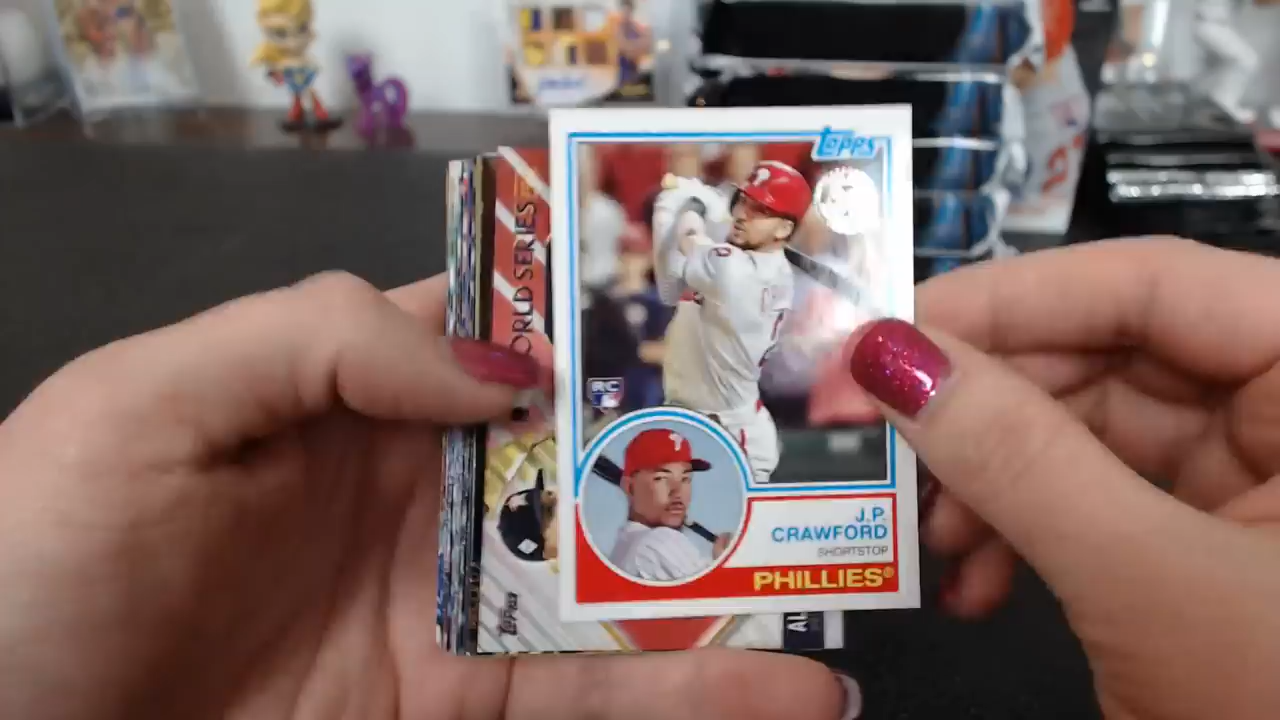 Topps
RC
J.P.
CRAWFORD
SHORTSTOP
PHILLIES®
WORLD SERIES
Topps